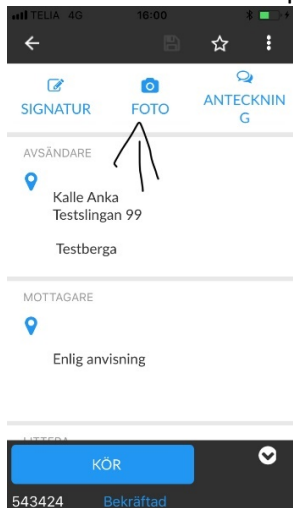 TELIA 4G 16:00
SIGNATUR FOTO ANTECKNIN
G
AVSÄNDARE
Kalle Anka
Testslingan 99
Testberga
MOTTAGARE
Enlig anvisning
LITTERA
KÖR
543424 Bekräftad